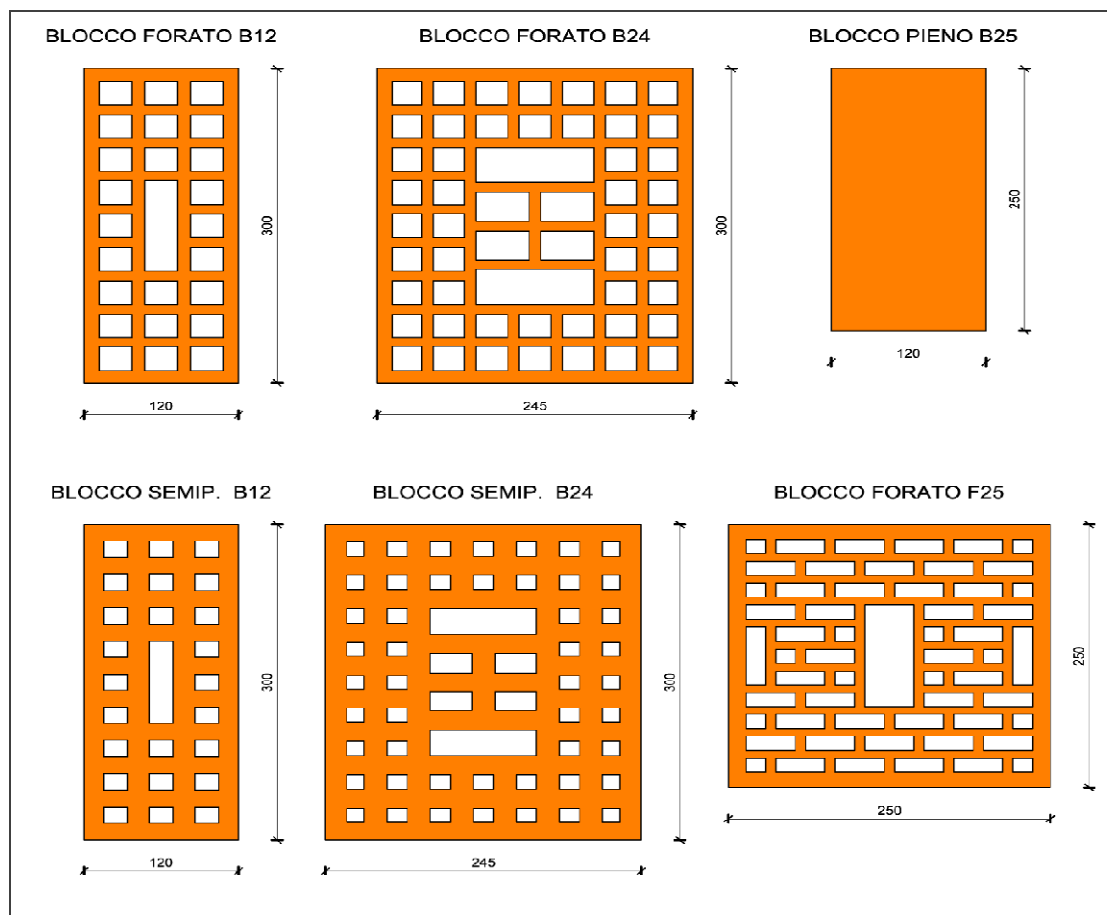 BLOCCO FORATO B12
BLOCCO FORATO B24
BLOCCO PIENO B25
300
300
250
120
245
120
BLOCCO SEMIP. B12
BLOCCO SEMIP. B24
BLOCCO FORATO F25
300
300
250
120
245
250